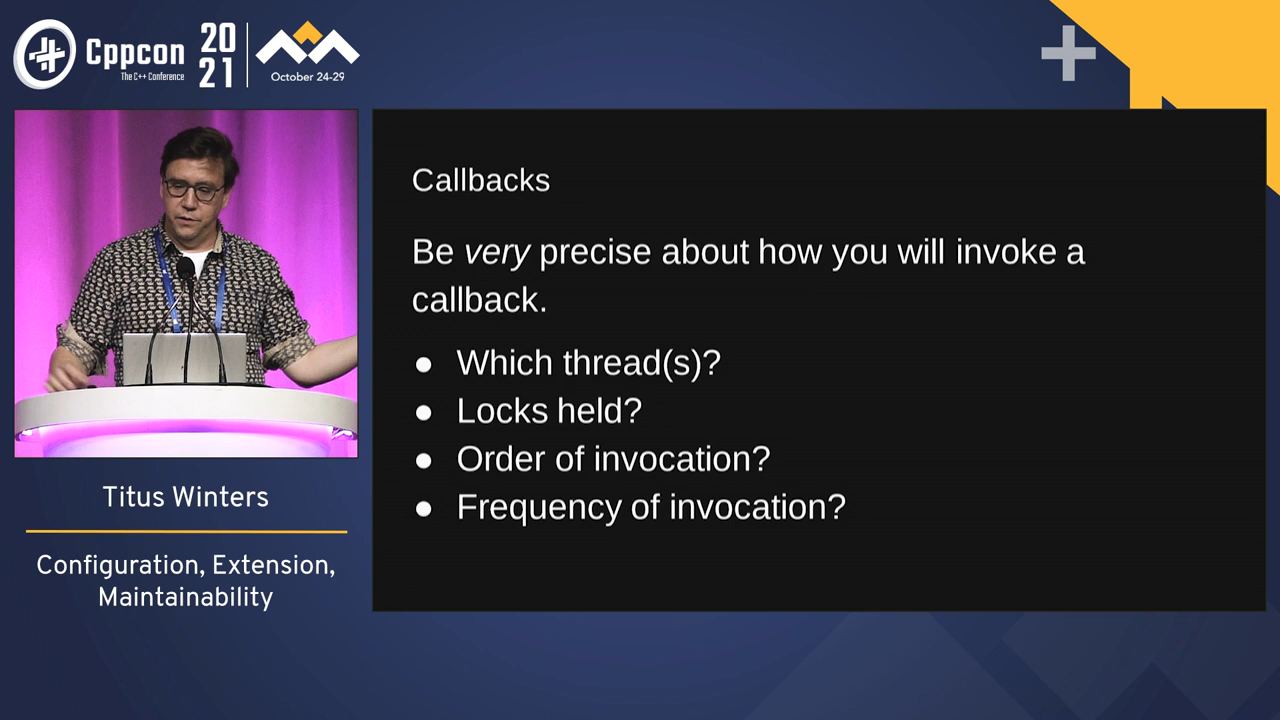 Cppcon
The C++ Conference
20
21
October 24-29
Callbacks
Be very precise about how you will invoke a
callback.
● Which thread(s)?
● Locks held?
● Order of invocation?
● Frequency of invocation?
Titus Winters
Configuration, Extension,
Maintainability